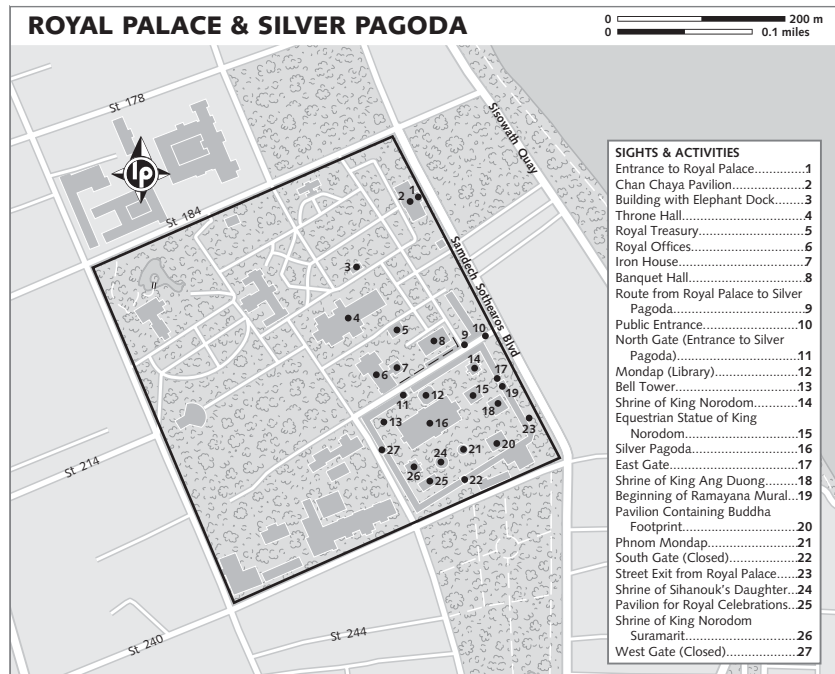 ROYAL PALACE & SILVER PAGODA
0 200 m
0 0.1 miles
St 178
Sisowath Quay
lp
St 184
Samdech Sothearos Blvd
St 214
St 240
St 244
1
2
3
4
5
6
7
8
9
10
11
12
13
14
15
16
17
18
19
20
21
22
23
24
25
26
27
SIGHTS & ACTIVITIES
Entrance to Royal Palace..............1
Chan Chaya Pavilion......................2
Building with Elephant Dock........3
Throne Hall......................................4
Royal Treasury.................................5
Royal Offices...................................6
Iron House.......................................7
Banquet Hall....................................8
Route from Royal Palace to Silver
Pagoda.........................................9
Public Entrance.............................10
North Gate (Entrance to Silver
Pagoda)......................................11
Mondap (Library)..........................12
Bell Tower......................................13
Shrine of King Norodom..............14
Equestrian Statue of King
Norodom....................................15
Silver Pagoda................................16
East Gate.......................................17
Shrine of King Ang Duong...........18
Beginning of Ramayana Mural...19
Pavilion Containing Buddha
Footprint....................................20
Phnom Mondap............................21
South Gate (Closed).....................22
Street Exit from Royal Palace......23
Shrine of Sihanouk's Daughter..24
Pavilion for Royal Celebrations..25
Shrine of King Norodom
Suramarit...................................26
West Gate (Closed)......................27